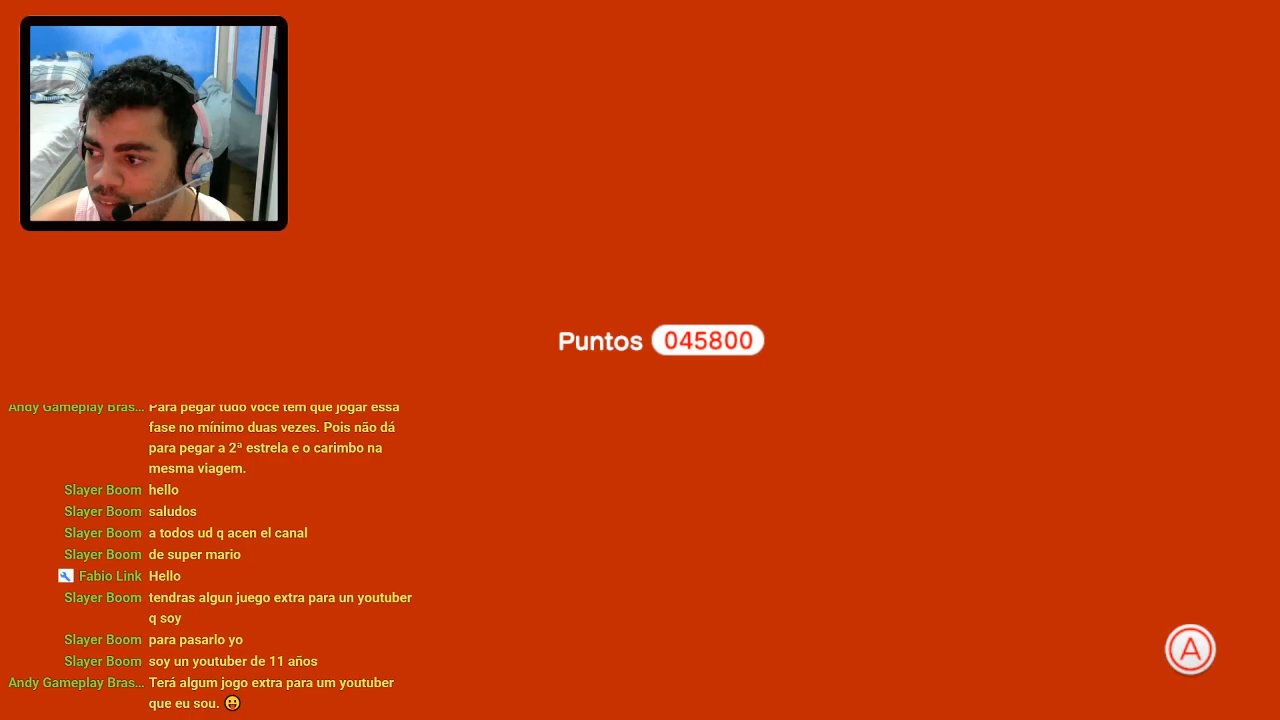 Puntos 045800
Andy Gameplay Bras... Para pegar tudo você tem que jogar essa
fase no mínimo duas vezes. Pois não dá
para pegar a 2ª estrela e o carimbo na
mesma viagem.
Slayer Boom hello
Slayer Boom saludos
Slayer Boom a todos ud q acen el canal
Slayer Boom de super mario
Fabio Link Hello
Slayer Boom tendras algun juego extra para un youtuber
q soy
Slayer Boom para pasarlo yo
Slayer Boom soy un youtuber de 11 años
Andy Gameplay Bras... Terá algum jogo extra para um youtuber
que eu sou.
A